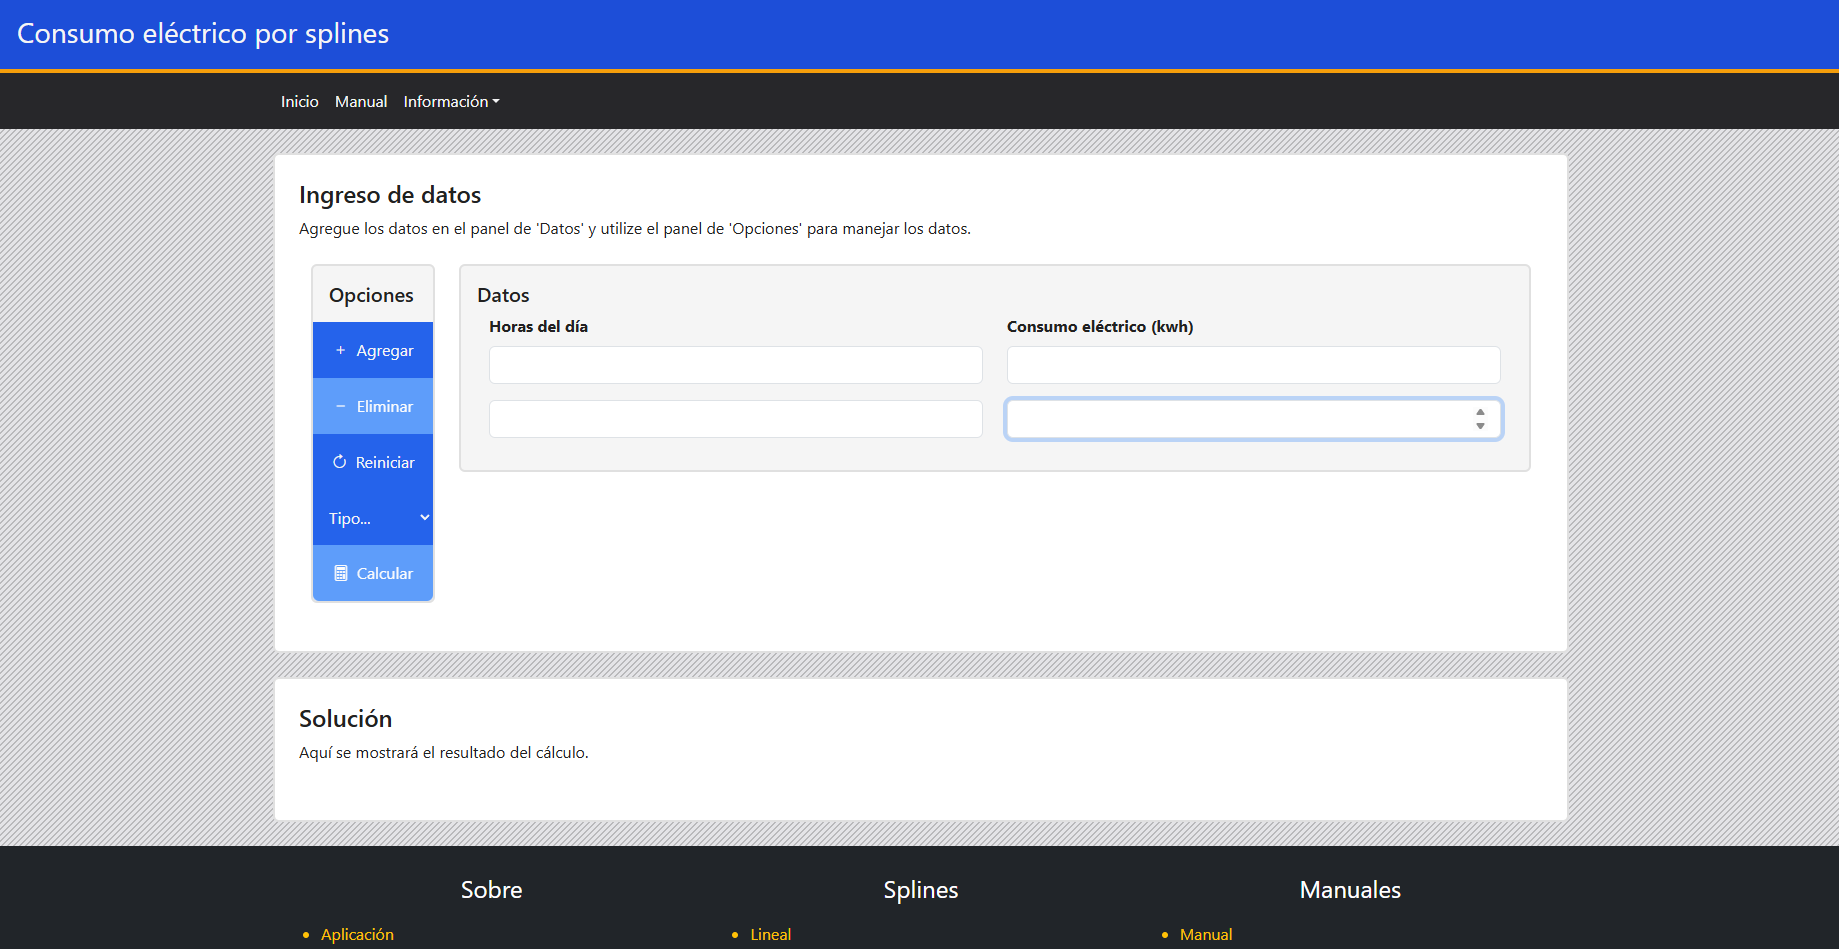 Consumo eléctrico por splines
Inicio Manual Información
Ingreso de datos
Agregue los datos en el panel de 'Datos' y utilize el panel de 'Opciones' para manejar los datos.
Opciones
+ Agregar
− Eliminar
Reiniciar
Tipo...
Calcular
Datos
Horas del día Consumo eléctrico (kwh)
Solución
Aquí se mostrará el resultado del cálculo.
Sobre Splines Manuales
• Aplicación • Lineal • Manual